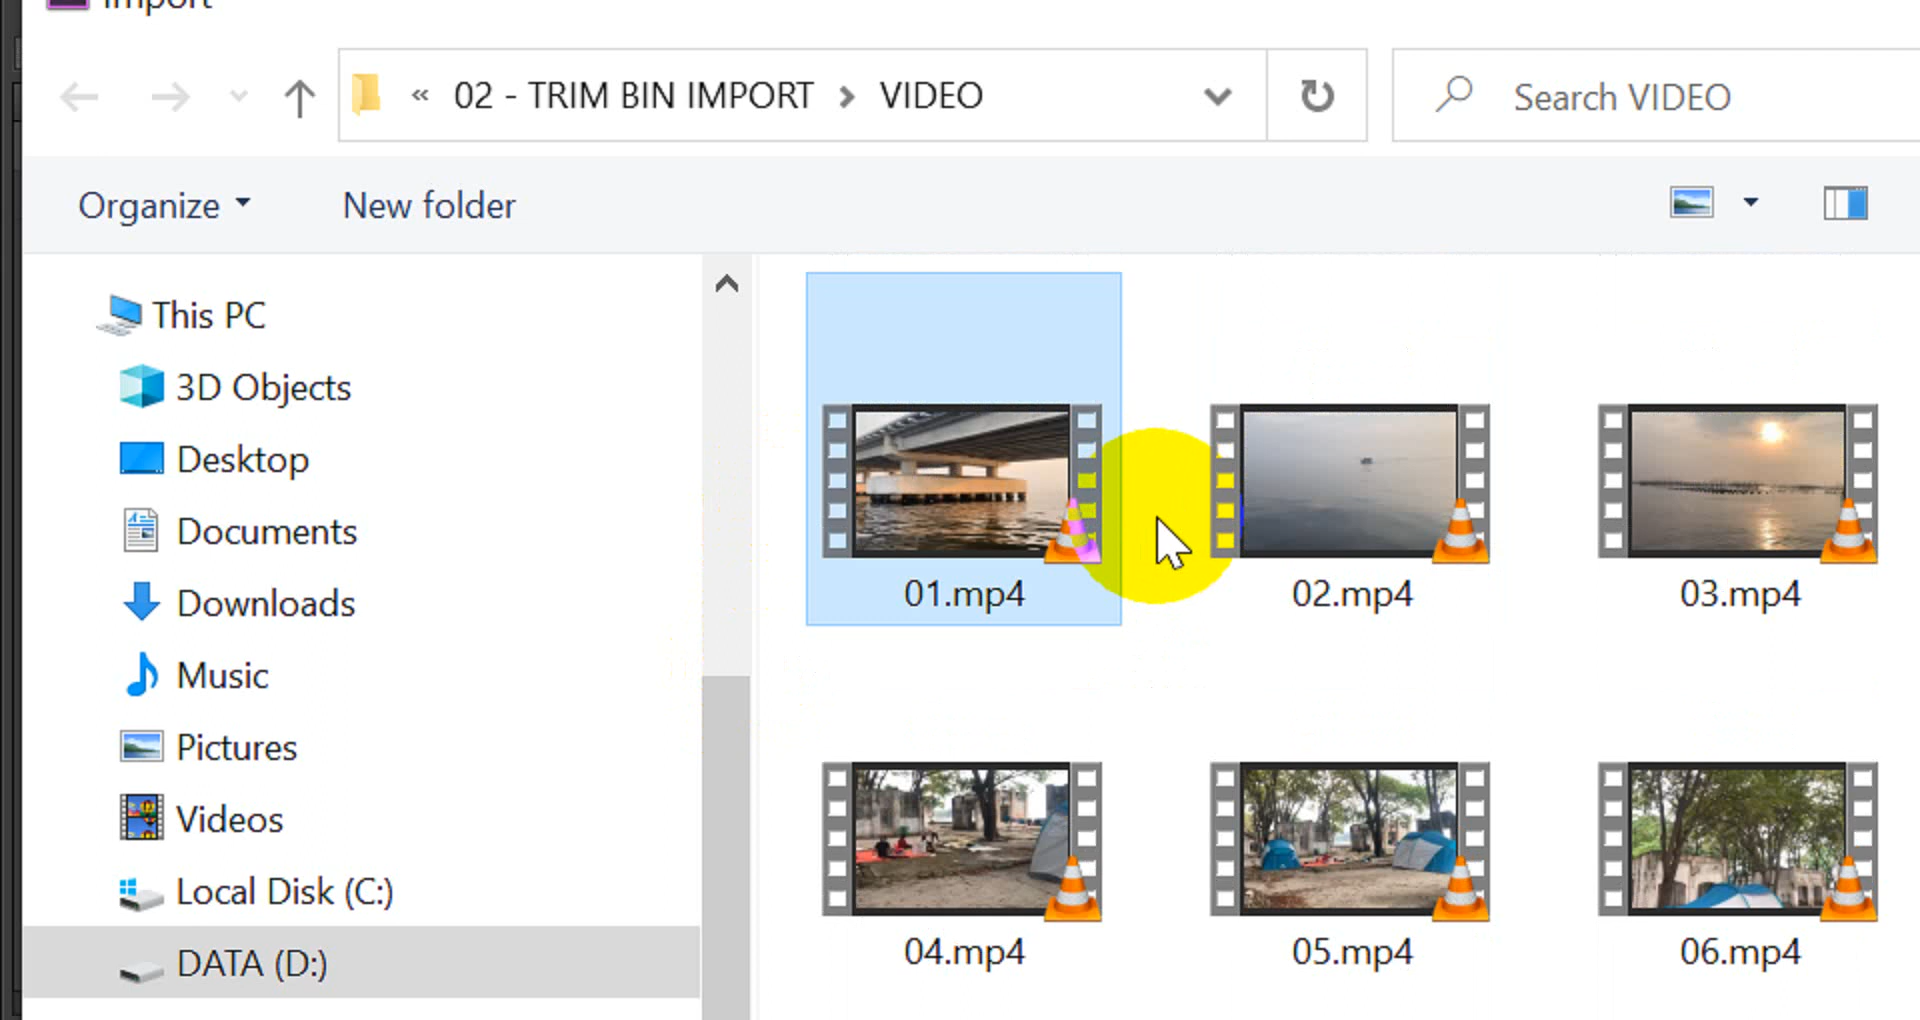 Import
« 02 - TRIM BIN IMPORT > VIDEO
Search VIDEO
Organize
New folder
This PC
3D Objects
Desktop
Documents
Downloads
Music
Pictures
Videos
Local Disk (C:)
DATA (D:)
01.mp4
02.mp4
03.mp4
04.mp4
05.mp4
06.mp4